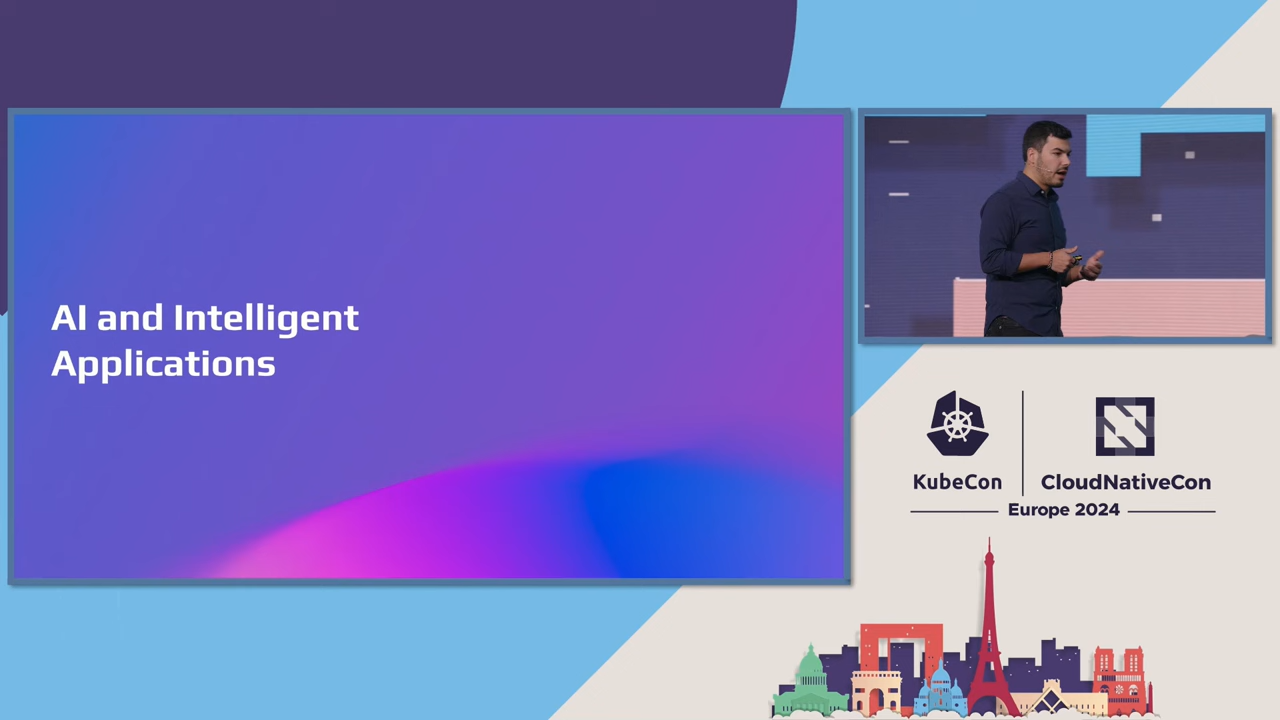 AI and Intelligent
Applications
KubeCon
CloudNativeCon
Europe 2024